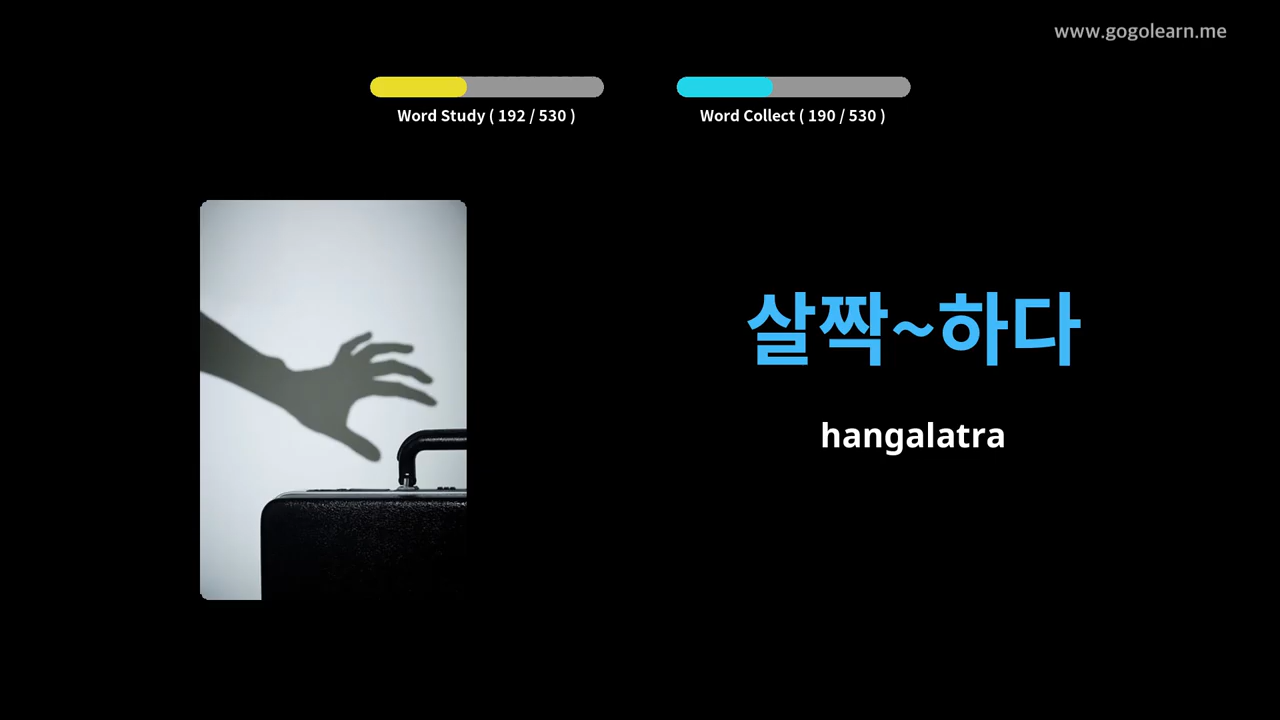 www.gogolearn.me
Word Study ( 192 / 530 )
Word Collect ( 190 / 530 )
살짝~하다
hangalatra